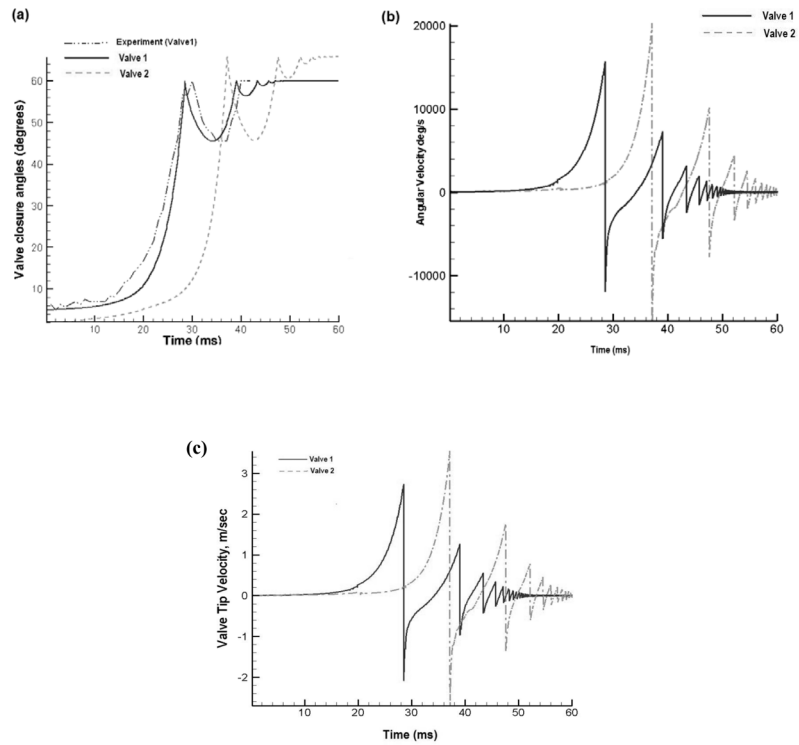 (a)
Experiment (Valve1)
Valve 1
Valve 2
Valve closure angles (degrees)
60
50
40
30
20
10
10 20 30 40 50 60
Time (ms)
(b)
Valve 1
Valve 2
Angular Velocity deg/s
20000
10000
0
-10000
10 20 30 40 50 60
Time (ms)
(c)
Valve 1
Valve 2
Valve Tip Velocity, m/sec
3
2
1
0
-1
-2
10 20 30 40 50 60
Time (ms)